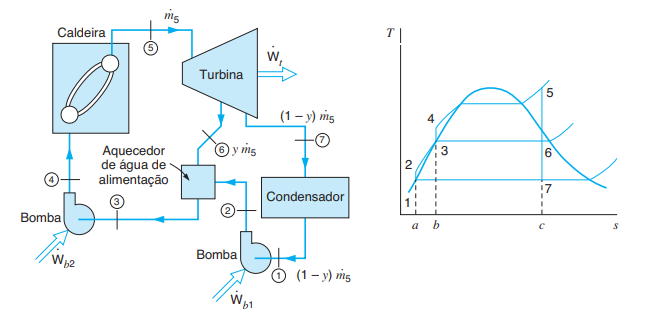 ṁ5
Caldeira
5
Ẇt
Turbina
(1 – y) ṁ5
6 y ṁ5
7
Aquecedor
de água de
alimentação
4
3
2
Condensador
Bomba
Ẇb2
Bomba
1 (1 – y) ṁ5
Ẇb1
T
5
4
3
6
2
7
1
a b c s